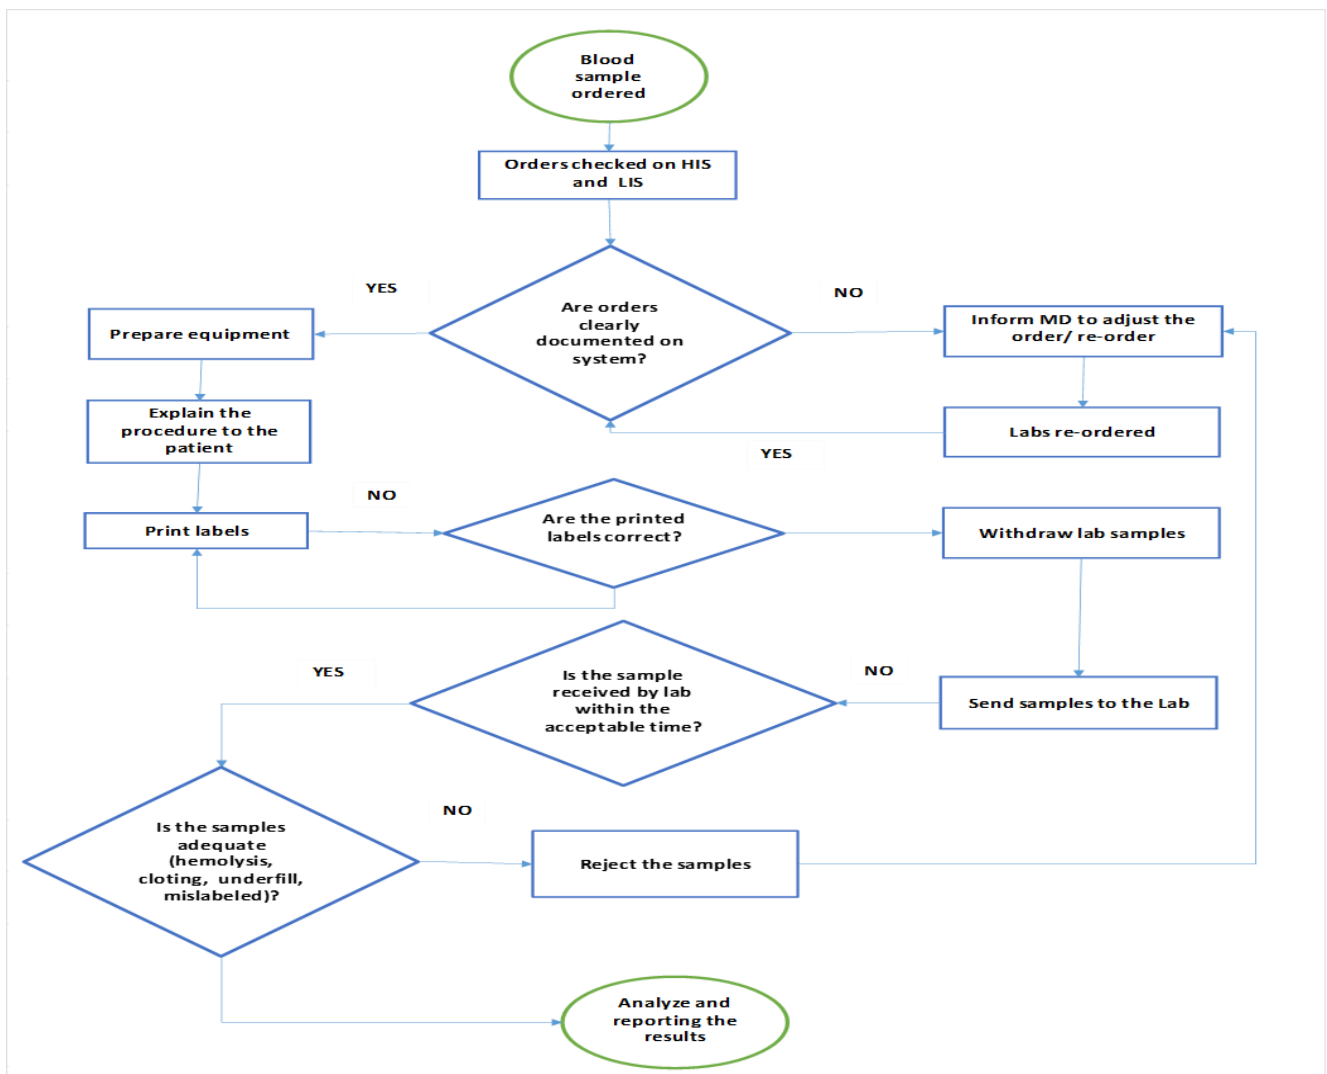 Blood
sample
ordered
Orders checked on HIS
and LIS
YES
NO
Are orders
clearly
documented on
system?
Prepare equipment
Inform MD to adjust the
order/ re-order
Explain the
procedure to the
patient
Labs re-ordered
YES
NO
Print labels
Are the printed
labels correct?
Withdraw lab samples
YES
Is the sample
received by lab
within the
acceptable time?
NO
Send samples to the Lab
Is the samples
adequate
(hemolysis,
cloting, underfill,
mislabeled)?
NO
Reject the samples
Analyze and
reporting the
results